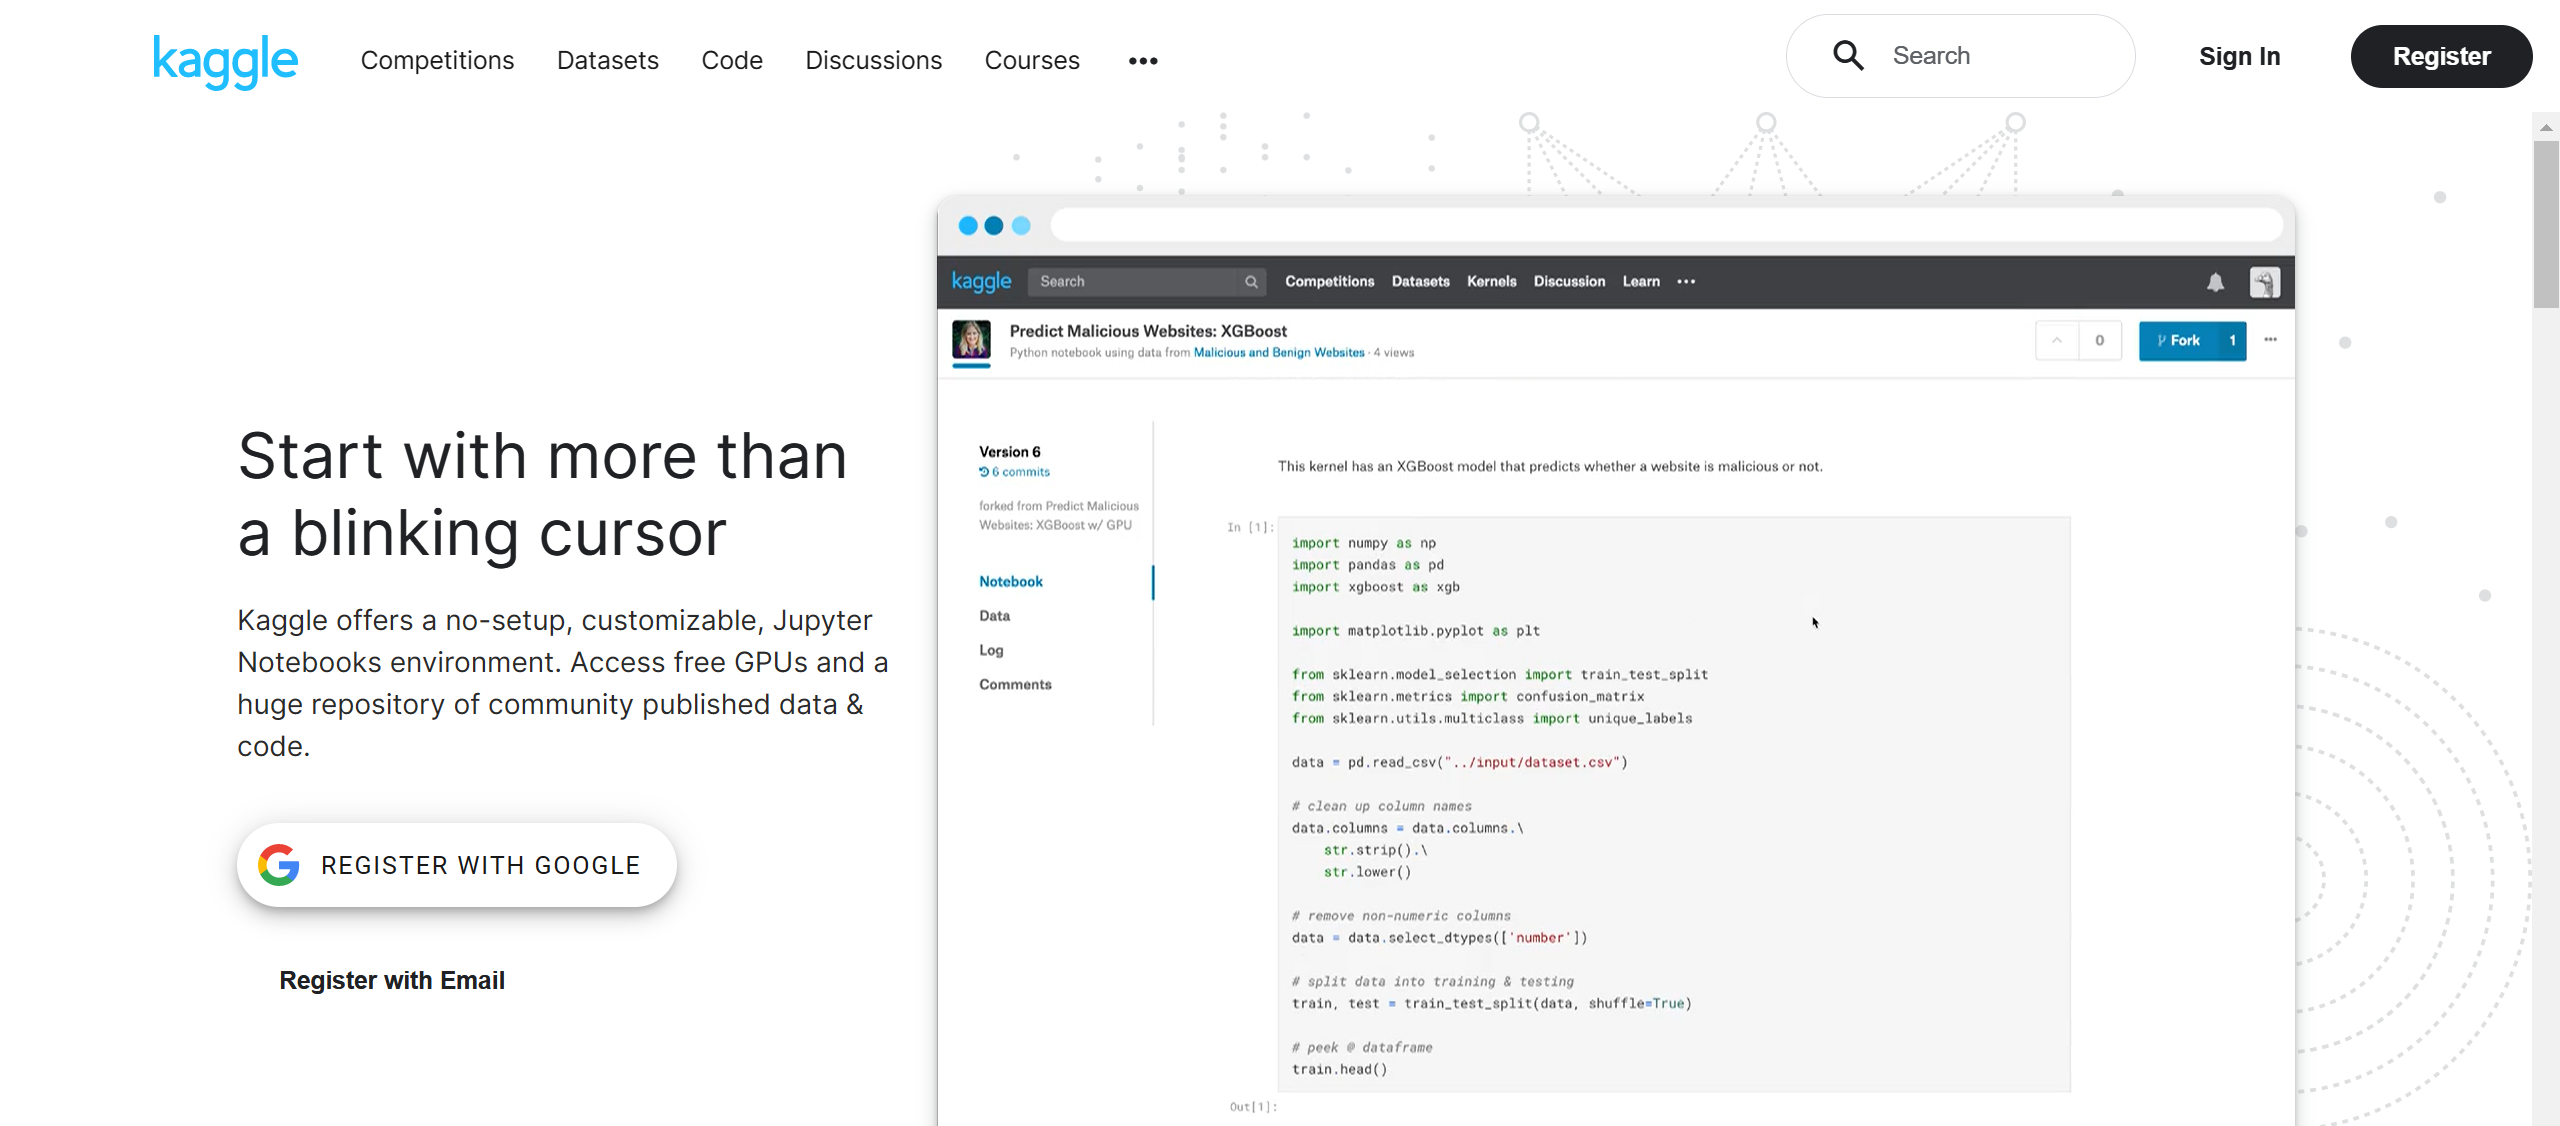 kaggle
Competitions Datasets Code Discussions Courses •••
Search
Sign In
Register
Start with more than
a blinking cursor
Kaggle offers a no-setup, customizable, Jupyter
Notebooks environment. Access free GPUs and a
huge repository of community published data &
code.
REGISTER WITH GOOGLE
Register with Email
kaggle Search Competitions Datasets Kernels Discussion Learn •••
Predict Malicious Websites: XGBoost
Python notebook using data from Malicious and Benign Websites · 4 views
0
Fork 1
Version 6
6 commits
forked from Predict Malicious
Websites: XGBoost w/ GPU
Notebook
Data
Log
Comments
This kernel has an XGBoost model that predicts whether a website is malicious or not.
In [1]:
import numpy as np
import pandas as pd
import xgboost as xgb
import matplotlib.pyplot as plt
from sklearn.model_selection import train_test_split
from sklearn.metrics import confusion_matrix
from sklearn.utils.multiclass import unique_labels
data = pd.read_csv("../input/dataset.csv")
# clean up column names
data.columns = data.columns.\
    str.strip().\
    str.lower()
# remove non-numeric columns
data = data.select_dtypes(['number'])
# split data into training & testing
train, test = train_test_split(data, shuffle=True)
# peek @ dataframe
train.head()
Out[1]: